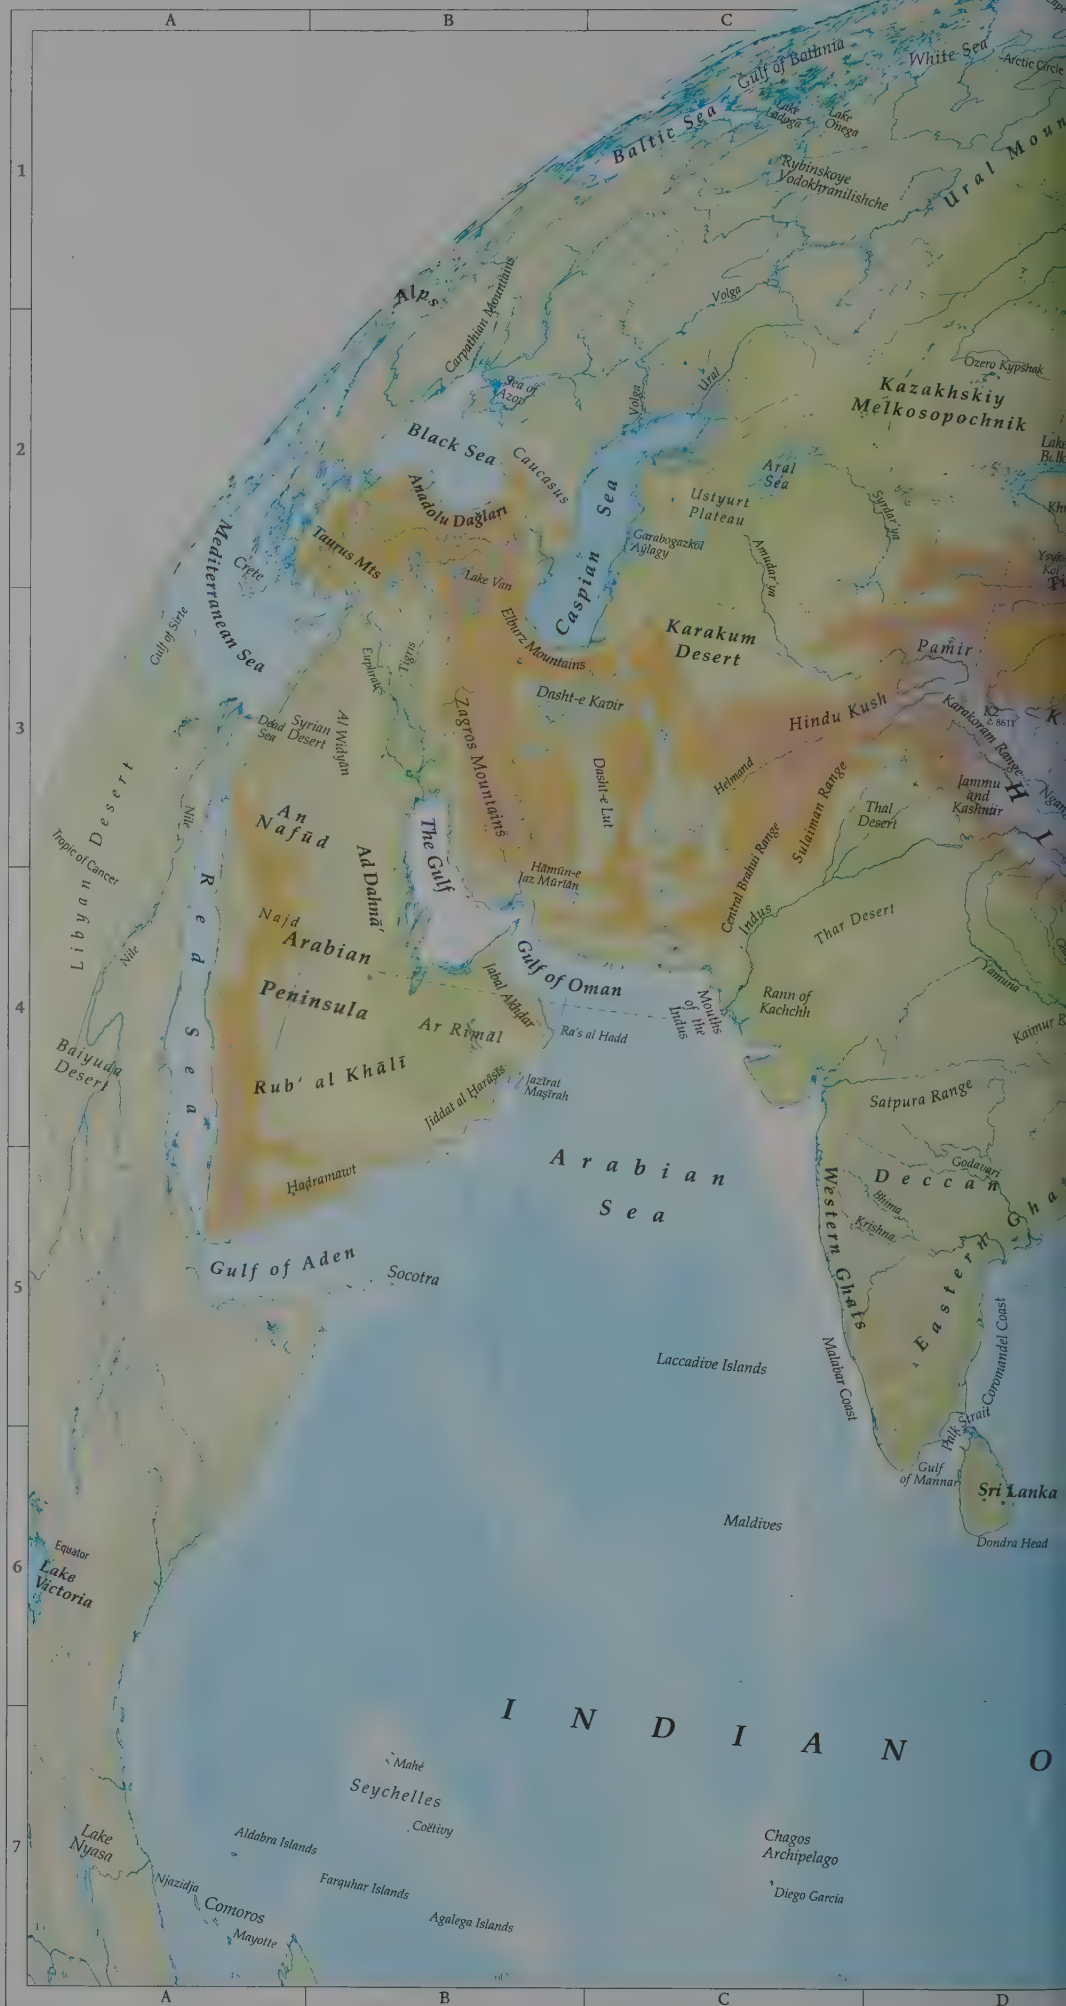 A
B
C
Gulf of Bothnia
White Sea
Arctic Circle
Lake
Ladoga
Lake
Onega
Baltic Sea
Rybinskoye
Vodokhranilishche
Ural Moun
1
Alps
Carpathian Mountains
Volga
Ozero Kypshak
Sea of
Azov
Volga
Ural
Kazakhskiy
Melkosopochnik
2
Black Sea
Caucasus
Aral
Sea
Lake
Anadolu Dağları
Caspian Sea
Ustyurt
Plateau
Syrdar'ya
Mediterranean Sea
Crete
Taurus Mts
Lake Van
Garabogazköl
Aýlagy
Amudar'ya
Gulf of Sirte
Elburz Mountains
Karakum
Desert
Pamir
Euphrates
Tigris
Dasht-e Kavir
Hindu Kush
K2
△ 8611
K
Karakoram Range
3
Dead
Sea
Syrian
Desert
Al Widyān
Zagros Mountains
Dasht-e Lut
Helmand
Sulaiman Range
Jammu
and
Kashmir
H
I
Libyan Desert
Tropic of Cancer
Nile
An
Nafūd
The Gulf
Ad Dahnā'
Hāmūn-e
Jaz Mūrīān
Central Brahui Range
Thal
Desert
Indus
Thar Desert
Red Sea
Najd
Arabian
Peninsula
Nile
Gulf of Oman
Jabal Akhdar
Mouths
of the
Indus
Rann of
Kachchh
Yamuna
4
Ar Rimāl
Ra's al Hadd
Kaimur R
Baiyuda
Desert
Rub' al Khālī
Jiddat al Harāsīs
Jazīrat
Maşīrah
Satpura Range
Arabian
Sea
Hadramawt
Western Ghats
Deccan
Godavari
Bhima
Krishna
Eastern Gha
5
Gulf of Aden
Socotra
Laccadive Islands
Malabar Coast
Coromandel Coast
Palk Strait
Gulf
of Mannar
Sri Lanka
Maldives
Dondra Head
6
Equator
Lake
Victoria
INDIAN O
Mahé
Seychelles
Coëtivy
7
Lake
Nyasa
Aldabra Islands
Chagos
Archipelago
Njazidja
Farquhar Islands
Diego Garcia
Comoros
Mayotte
Agalega Islands
A
B
C
D